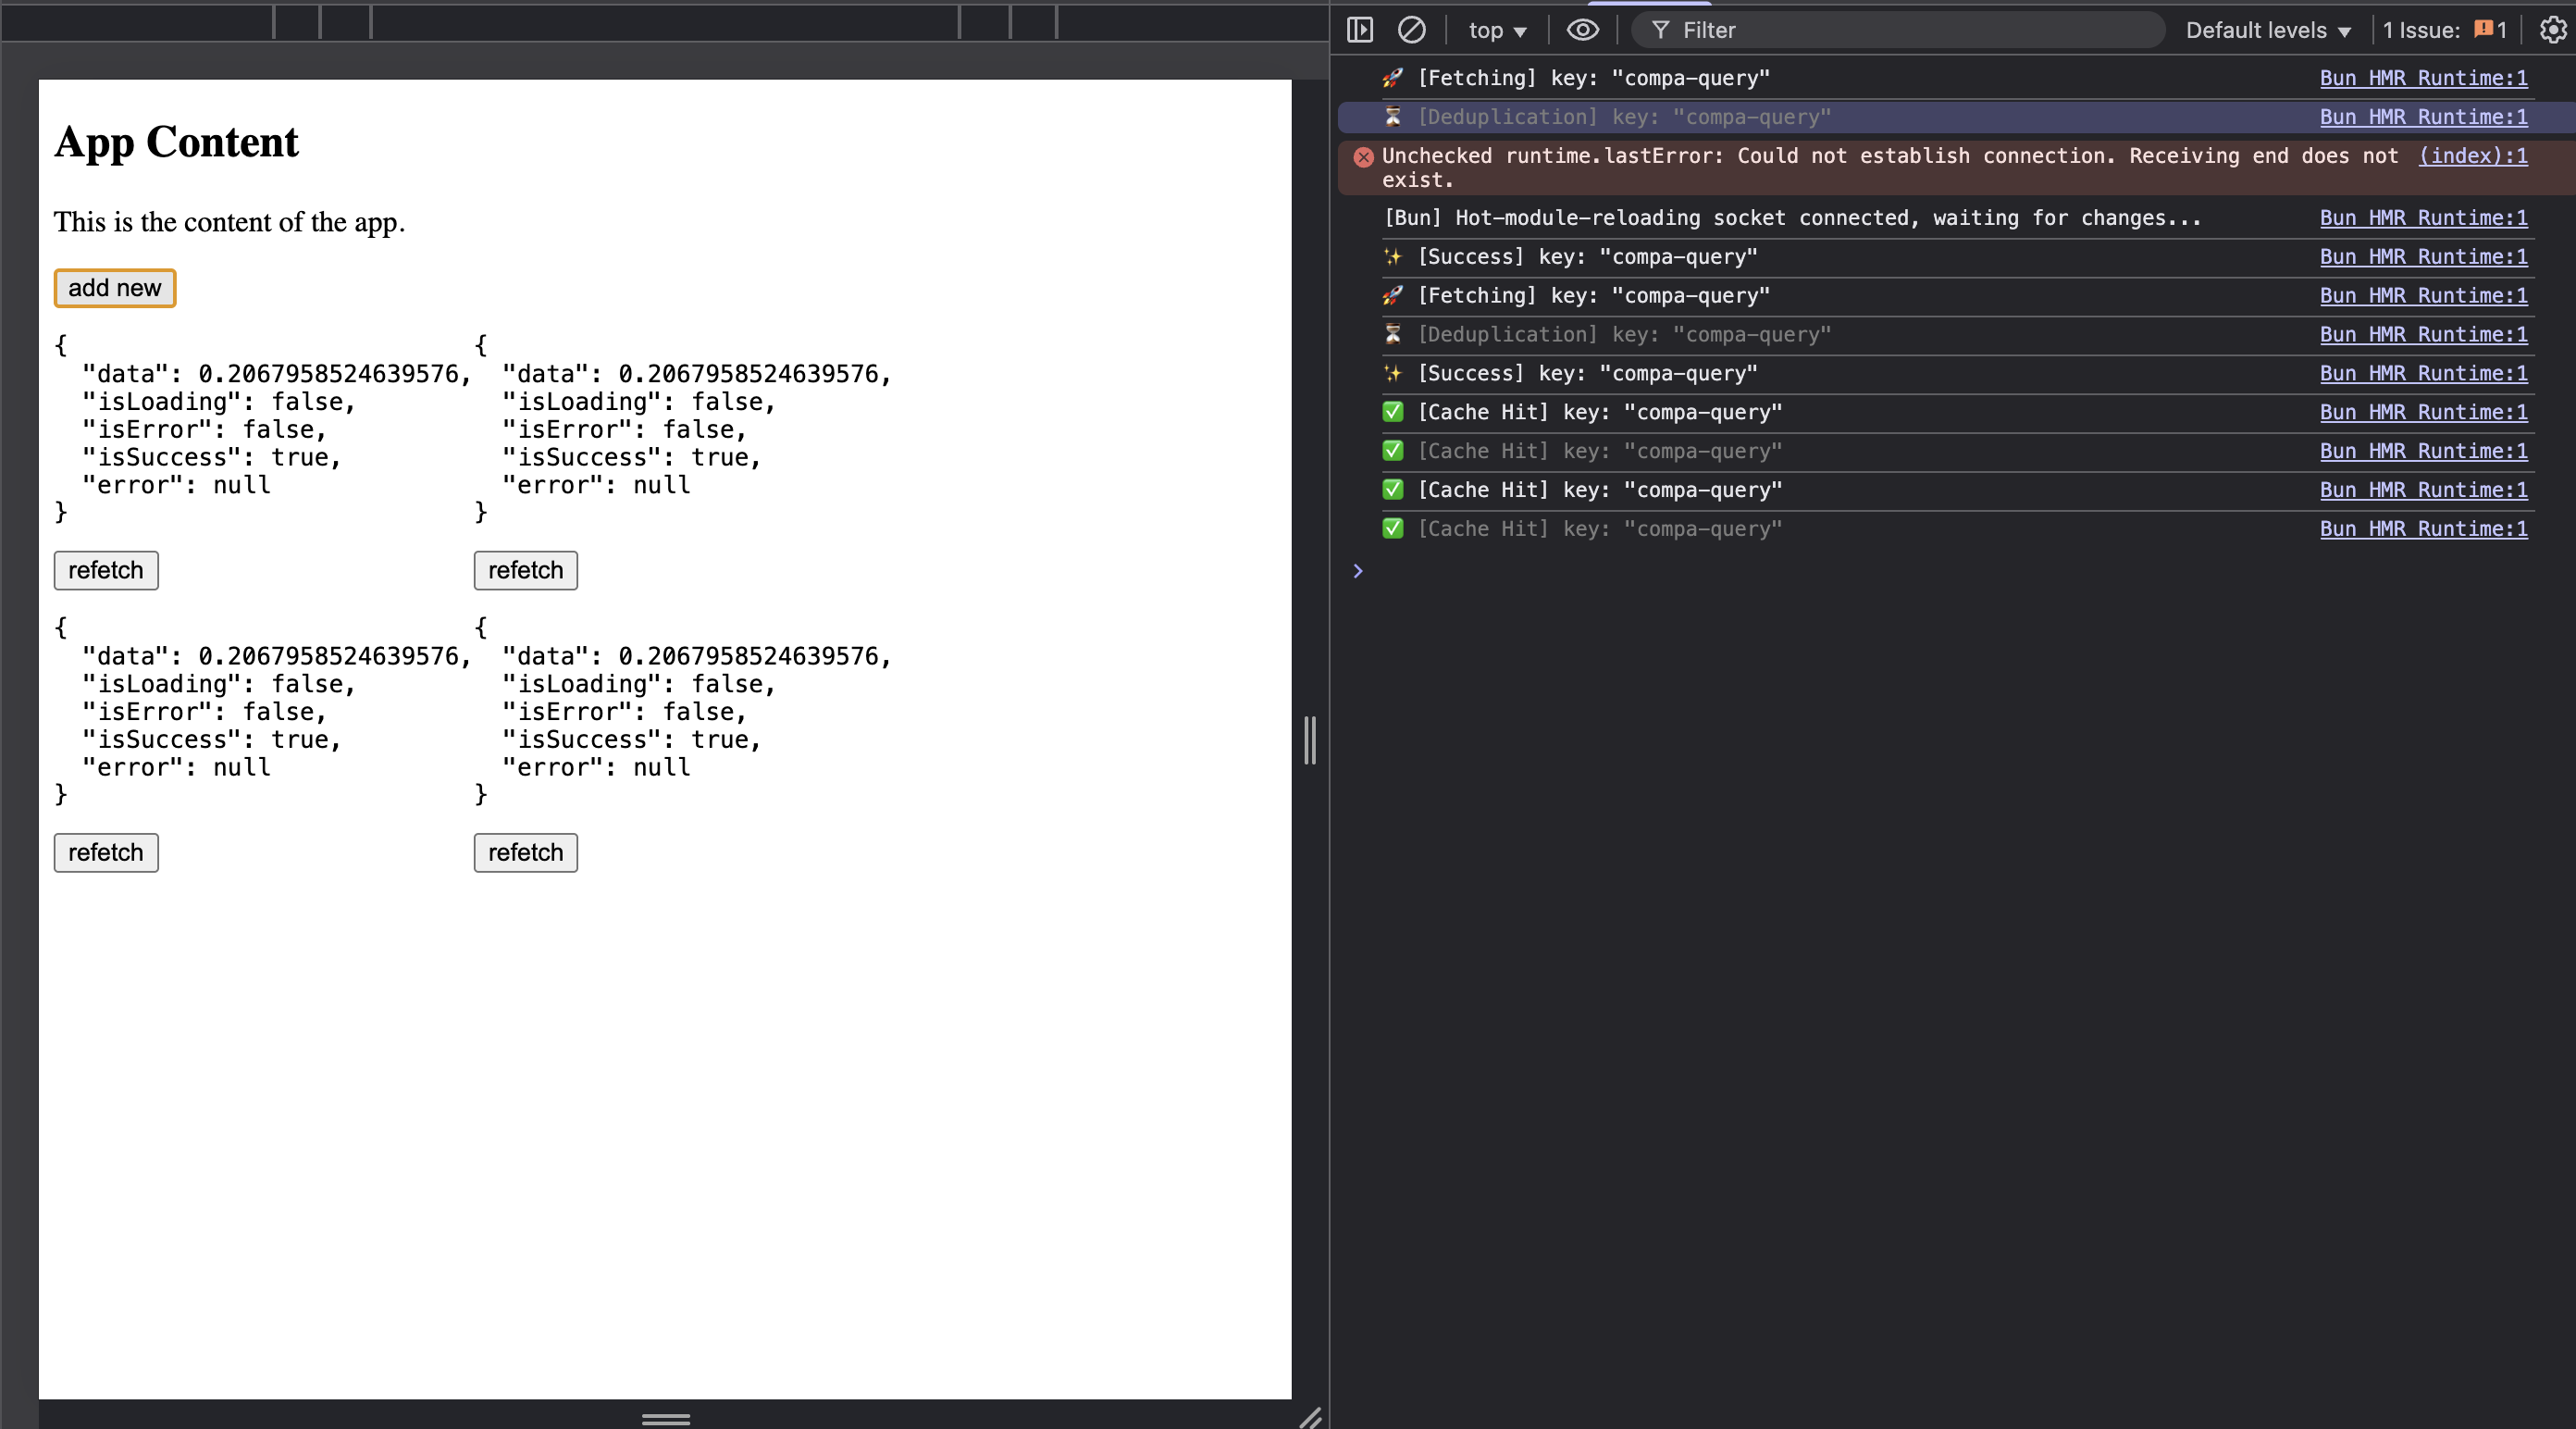 App Content
This is the content of the app.
add new
{
  "data": 0.2067958524639576,
  "isLoading": false,
  "isError": false,
  "isSuccess": true,
  "error": null
}
refetch
{
  "data": 0.2067958524639576,
  "isLoading": false,
  "isError": false,
  "isSuccess": true,
  "error": null
}
refetch
{
  "data": 0.2067958524639576,
  "isLoading": false,
  "isError": false,
  "isSuccess": true,
  "error": null
}
refetch
{
  "data": 0.2067958524639576,
  "isLoading": false,
  "isError": false,
  "isSuccess": true,
  "error": null
}
refetch
top Filter Default levels 1 Issue: 1
🚀 [Fetching] key: "compa-query" Bun HMR Runtime:1
⏳ [Deduplication] key: "compa-query" Bun HMR Runtime:1
Unchecked runtime.lastError: Could not establish connection. Receiving end does not (index):1
exist.
[Bun] Hot-module-reloading socket connected, waiting for changes... Bun HMR Runtime:1
✨ [Success] key: "compa-query" Bun HMR Runtime:1
🚀 [Fetching] key: "compa-query" Bun HMR Runtime:1
⏳ [Deduplication] key: "compa-query" Bun HMR Runtime:1
✨ [Success] key: "compa-query" Bun HMR Runtime:1
✅ [Cache Hit] key: "compa-query" Bun HMR Runtime:1
✅ [Cache Hit] key: "compa-query" Bun HMR Runtime:1
✅ [Cache Hit] key: "compa-query" Bun HMR Runtime:1
✅ [Cache Hit] key: "compa-query" Bun HMR Runtime:1